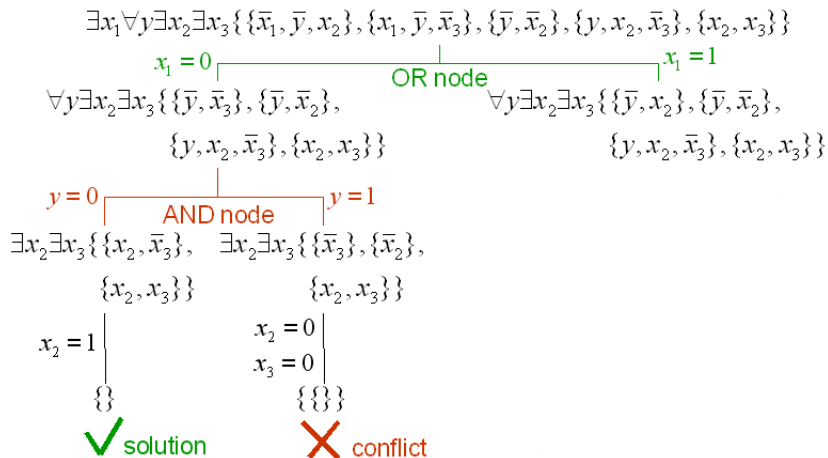 ∃x₁∀y∃x₂∃x₃{{x̄₁, ȳ, x₂}, {x₁, ȳ, x̄₃}, {ȳ, x̄₂}, {y, x₂, x̄₃}, {x₂, x₃}}
x₁ = 0 OR node x₁ = 1
∀y∃x₂∃x₃{{ȳ, x̄₃}, {ȳ, x̄₂}, ∀y∃x₂∃x₃{{ȳ, x₂}, {ȳ, x̄₂},
{y, x₂, x̄₃}, {x₂, x₃}} {y, x₂, x̄₃}, {x₂, x₃}}
y = 0 AND node y = 1
∃x₂∃x₃{{x₂, x̄₃}, ∃x₂∃x₃{{x̄₃}, {x̄₂},
{x₂, x₃}} {x₂, x₃}}
x₂ = 1 x₂ = 0
x₃ = 0
{} {{}}
solution conflict